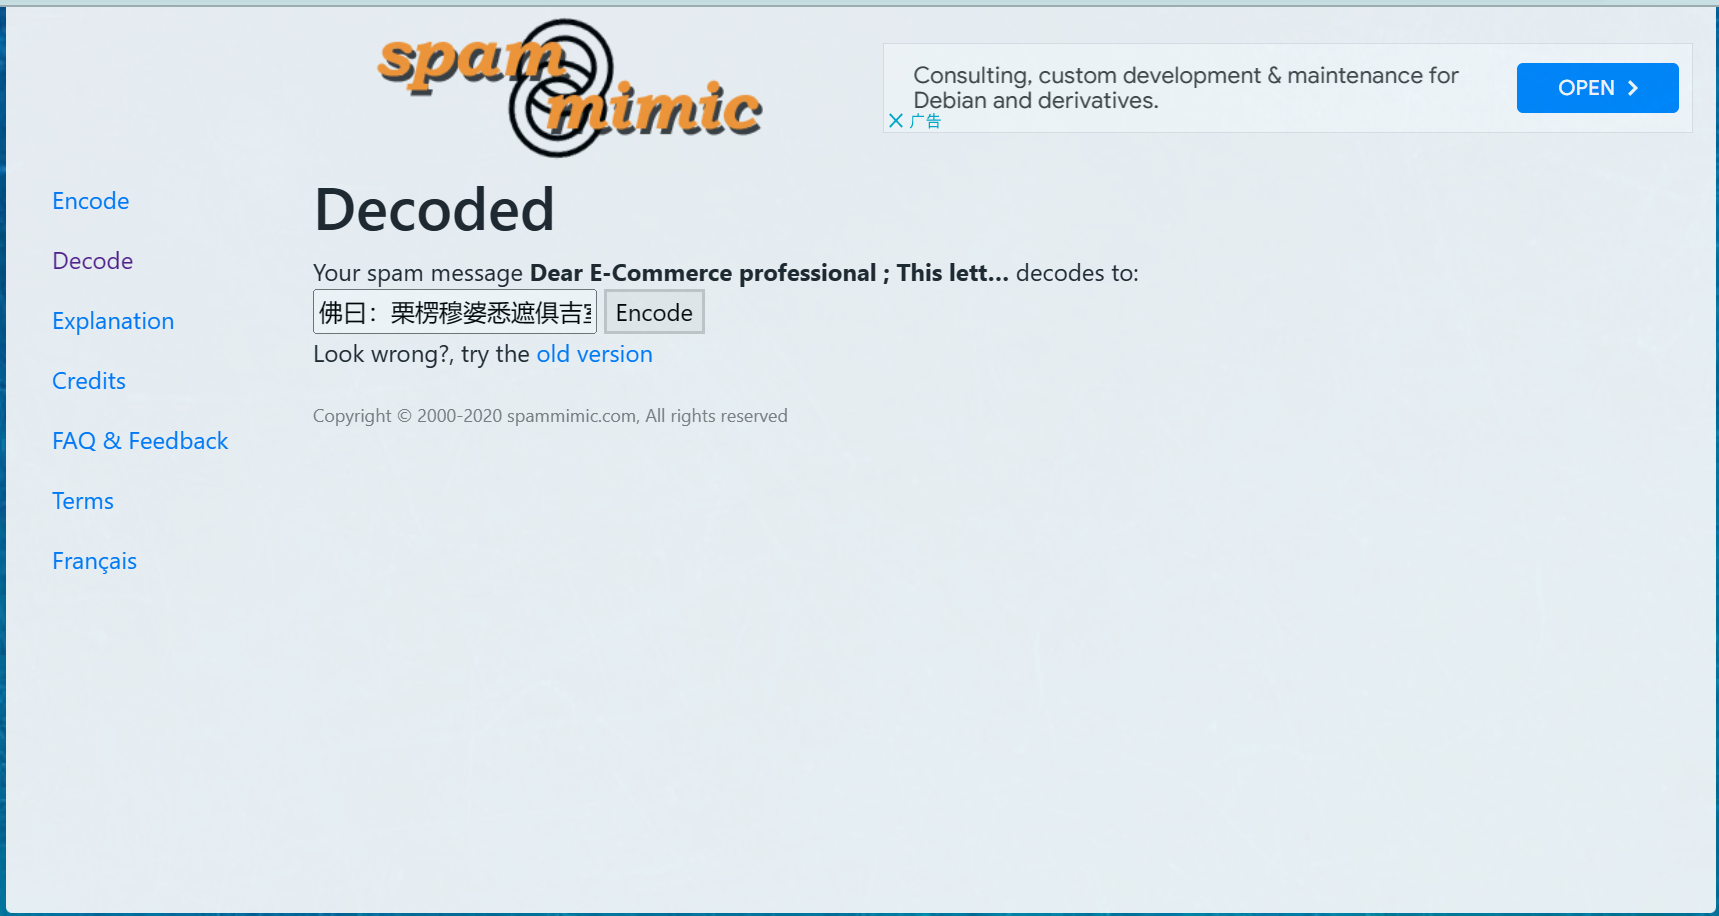 spam
mimic
Consulting, custom development & maintenance for
Debian and derivatives.
OPEN
广告
Encode
Decode
Explanation
Credits
FAQ & Feedback
Terms
Français
Decoded
Your spam message Dear E-Commerce professional ; This lett... decodes to:
佛曰：栗楞穆婆悉遮俱吉室 Encode
Look wrong?, try the old version
Copyright © 2000-2020 spammimic.com, All rights reserved